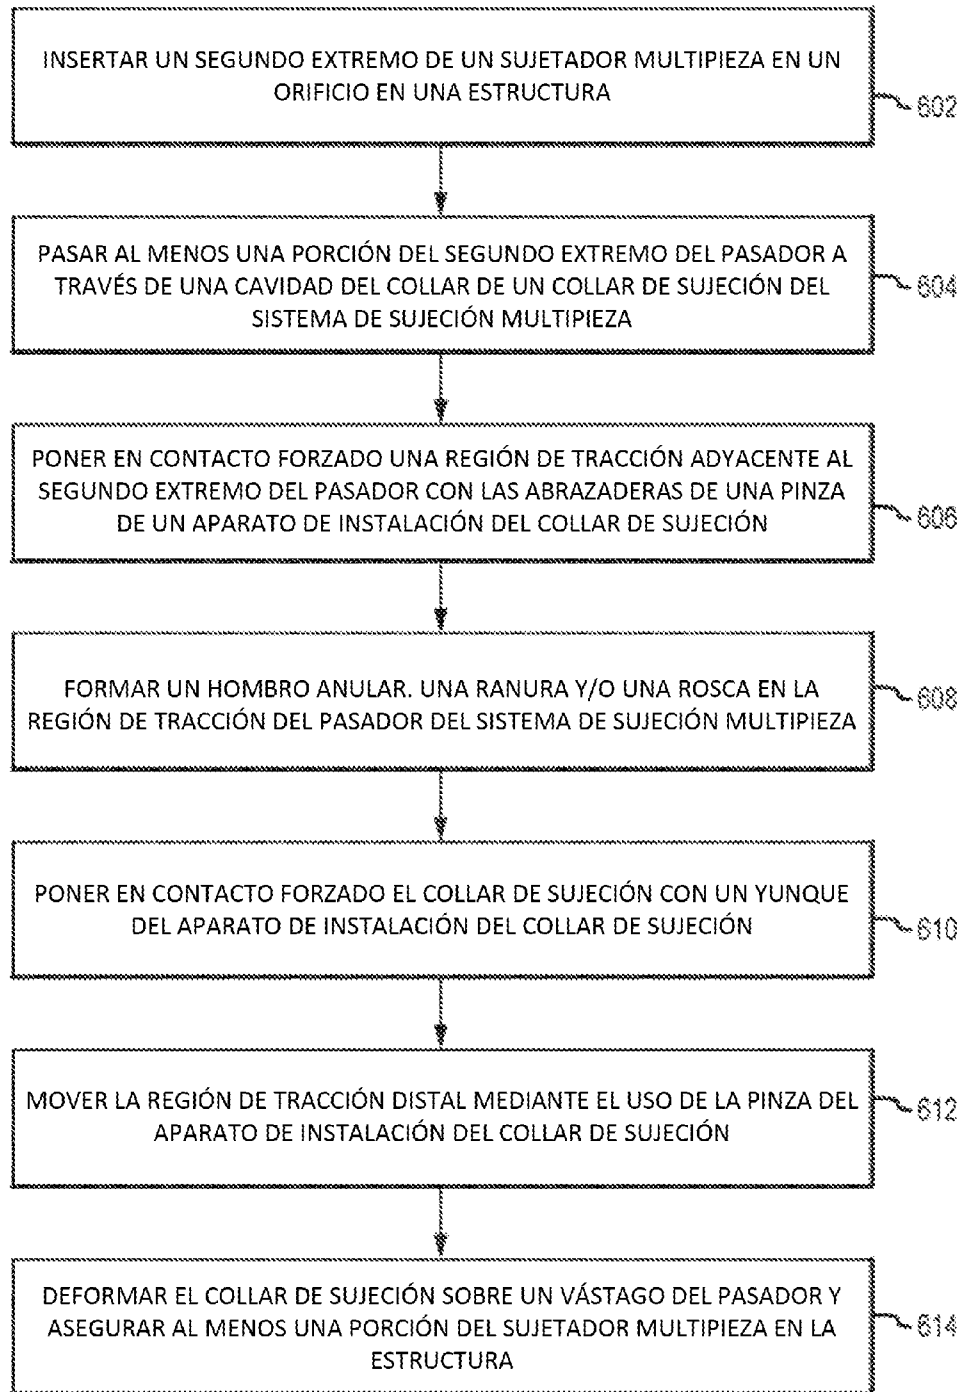 INSERTAR UN SEGUNDO EXTREMO DE UN SUJETADOR MULTIPIEZA EN UN
ORIFICIO EN UNA ESTRUCTURA
602
PASAR AL MENOS UNA PORCIÓN DEL SEGUNDO EXTREMO DEL PASADOR A
TRAVÉS DE UNA CAVIDAD DEL COLLAR DE UN COLLAR DE SUJECIÓN DEL
SISTEMA DE SUJECIÓN MULTIPIEZA
604
PONER EN CONTACTO FORZADO UNA REGIÓN DE TRACCIÓN ADYACENTE AL
SEGUNDO EXTREMO DEL PASADOR CON LAS ABRAZADERAS DE UNA PINZA
DE UN APARATO DE INSTALACIÓN DEL COLLAR DE SUJECIÓN
606
FORMAR UN HOMBRO ANULAR. UNA RANURA Y/O UNA ROSCA EN LA
REGIÓN DE TRACCIÓN DEL PASADOR DEL SISTEMA DE SUJECIÓN MULTIPIEZA
608
PONER EN CONTACTO FORZADO EL COLLAR DE SUJECIÓN CON UN YUNQUE
DEL APARATO DE INSTALACIÓN DEL COLLAR DE SUJECIÓN
610
MOVER LA REGIÓN DE TRACCIÓN DISTAL MEDIANTE EL USO DE LA PINZA DEL
APARATO DE INSTALACIÓN DEL COLLAR DE SUJECIÓN
612
DEFORMAR EL COLLAR DE SUJECIÓN SOBRE UN VÁSTAGO DEL PASADOR Y
ASEGURAR AL MENOS UNA PORCIÓN DEL SUJETADOR MULTIPIEZA EN LA
ESTRUCTURA
614